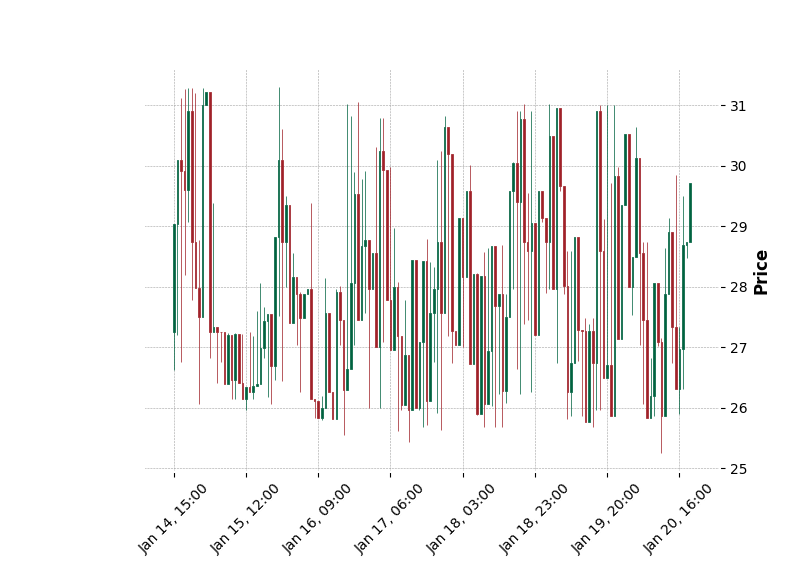 31
30
29
28
27
26
25
Price
Jan 14, 15:00
Jan 15, 12:00
Jan 16, 09:00
Jan 17, 06:00
Jan 18, 03:00
Jan 18, 23:00
Jan 19, 20:00
Jan 20, 16:00